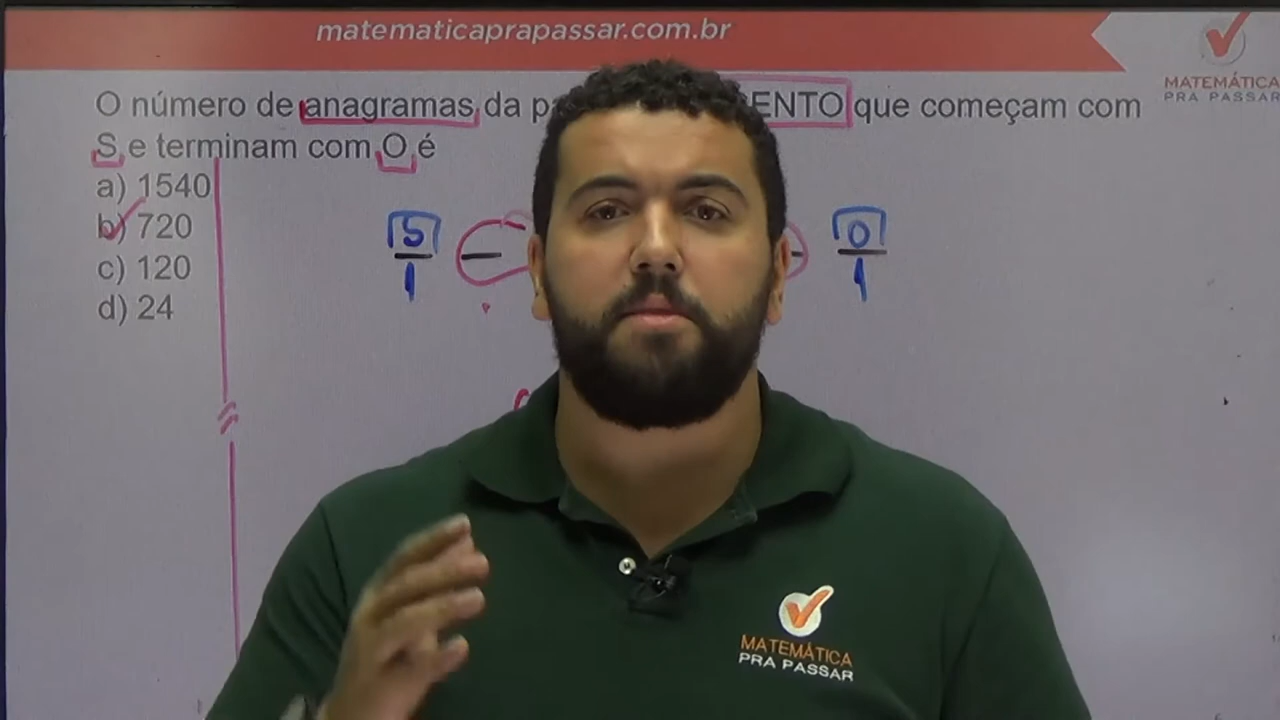 matematicaprapassar.com.br
MATEMÁTICA
PRA PASSAR
O número de anagramas da ENTO que começam com
S e terminam com O é
a) 1540
b) 720
c) 120
d) 24
S O
1 1
MATEMÁTICA
PRA PASSAR